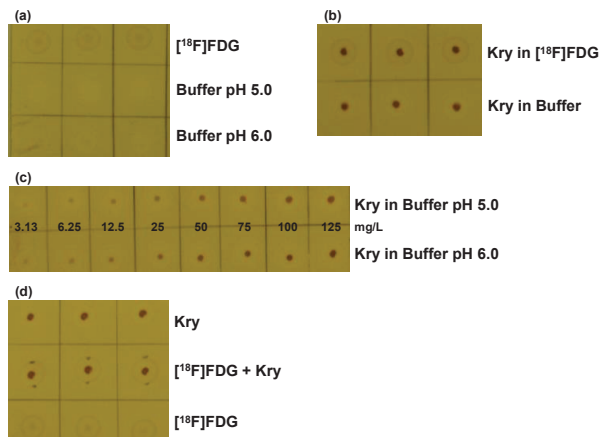 (a)
[¹⁸F]FDG
Buffer pH 5.0
Buffer pH 6.0
(b)
Kry in [¹⁸F]FDG
Kry in Buffer
(c)
Kry in Buffer pH 5.0
3.13 6.25 12.5 25 50 75 100 125 mg/L
Kry in Buffer pH 6.0
(d)
Kry
[¹⁸F]FDG + Kry
[¹⁸F]FDG